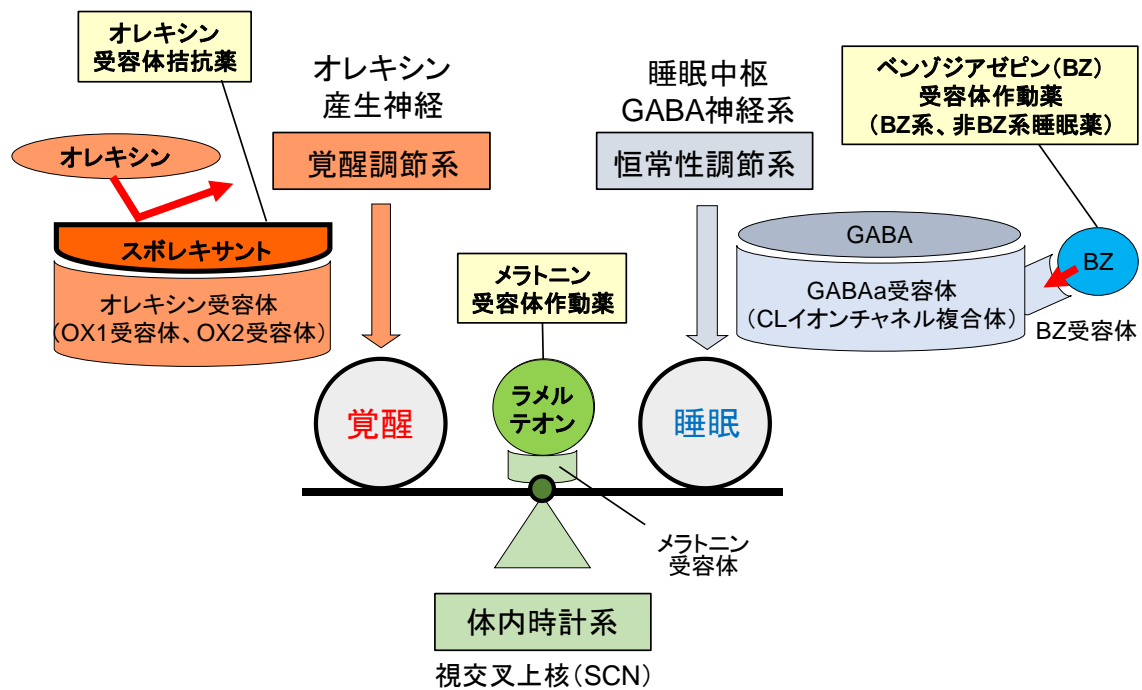 オレキシン
受容体拮抗薬
オレキシン
産生神経
睡眠中枢
GABA神経系
ベンゾジアゼピン（BZ）
受容体作動薬
（BZ系、非BZ系睡眠薬）
オレキシン
覚醒調節系
恒常性調節系
スボレキサント
GABA
BZ
オレキシン受容体
（OX1受容体、OX2受容体）
メラトニン
受容体作動薬
GABAa受容体
（CLイオンチャネル複合体）
BZ受容体
覚醒
ラメル
テオン
睡眠
メラトニン
受容体
体内時計系
視交叉上核（SCN）